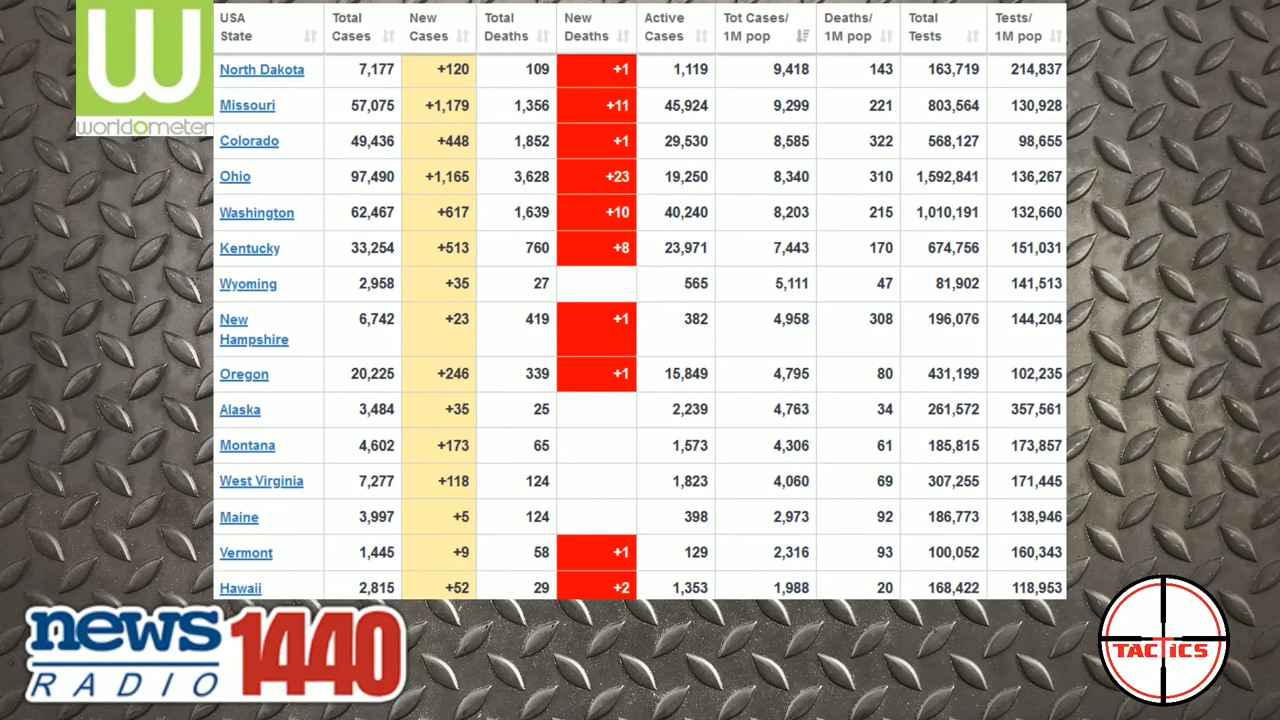 USA State Total Cases New Cases Total Deaths New Deaths Active Cases Tot Cases/ 1M pop Deaths/ 1M pop Total Tests Tests/ 1M pop
North Dakota 7,177 +120 109 +1 1,119 9,418 143 163,719 214,837
Missouri 57,075 +1,179 1,356 +11 45,924 9,299 221 803,564 130,928
Colorado 49,436 +448 1,852 +1 29,530 8,585 322 568,127 98,655
Ohio 97,490 +1,165 3,628 +23 19,250 8,340 310 1,592,841 136,267
Washington 62,467 +617 1,639 +10 40,240 8,203 215 1,010,191 132,660
Kentucky 33,254 +513 760 +8 23,971 7,443 170 674,756 151,031
Wyoming 2,958 +35 27 565 5,111 47 81,902 141,513
New Hampshire 6,742 +23 419 +1 382 4,958 308 196,076 144,204
Oregon 20,225 +246 339 +1 15,849 4,795 80 431,199 102,235
Alaska 3,484 +35 25 2,239 4,763 34 261,572 357,561
Montana 4,602 +173 65 1,573 4,306 61 185,815 173,857
West Virginia 7,277 +118 124 1,823 4,060 69 307,255 171,445
Maine 3,997 +5 124 398 2,973 92 186,773 138,946
Vermont 1,445 +9 58 +1 129 2,316 93 100,052 160,343
Hawaii 2,815 +52 29 +2 1,353 1,988 20 168,422 118,953
W
worldometer
news 1440
RADIO
TACTICS